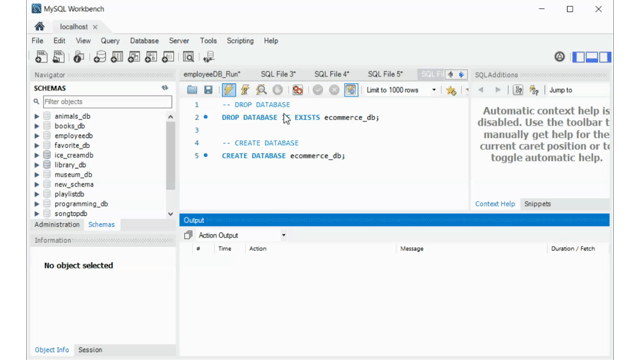 MySQL Workbench
localhost
File Edit View Query Database Server Tools Scripting Help
Navigator
SCHEMAS
Filter objects
animals_db
books_db
employeedb
favorite_db
ice_creamdb
library_db
museum_db
new_schema
playlistdb
programming_db
songtopdb
Administration Schemas
Information
No object selected
Object Info Session
employeeDB_Run* SQL File 3* SQL File 4* SQL File 5*
Limit to 1000 rows
1 -- DROP DATABASE
2 DROP DATABASE EXISTS ecommerce_db;
3
4 -- CREATE DATABASE
5 CREATE DATABASE ecommerce_db;
SQLAdditions
Jump to
Automatic context help is
disabled. Use the toolbar t
manually get help for the
current caret position or to
toggle automatic help.
Context Help Snippets
Output
Action Output
# Time Action Message Duration / Fetch